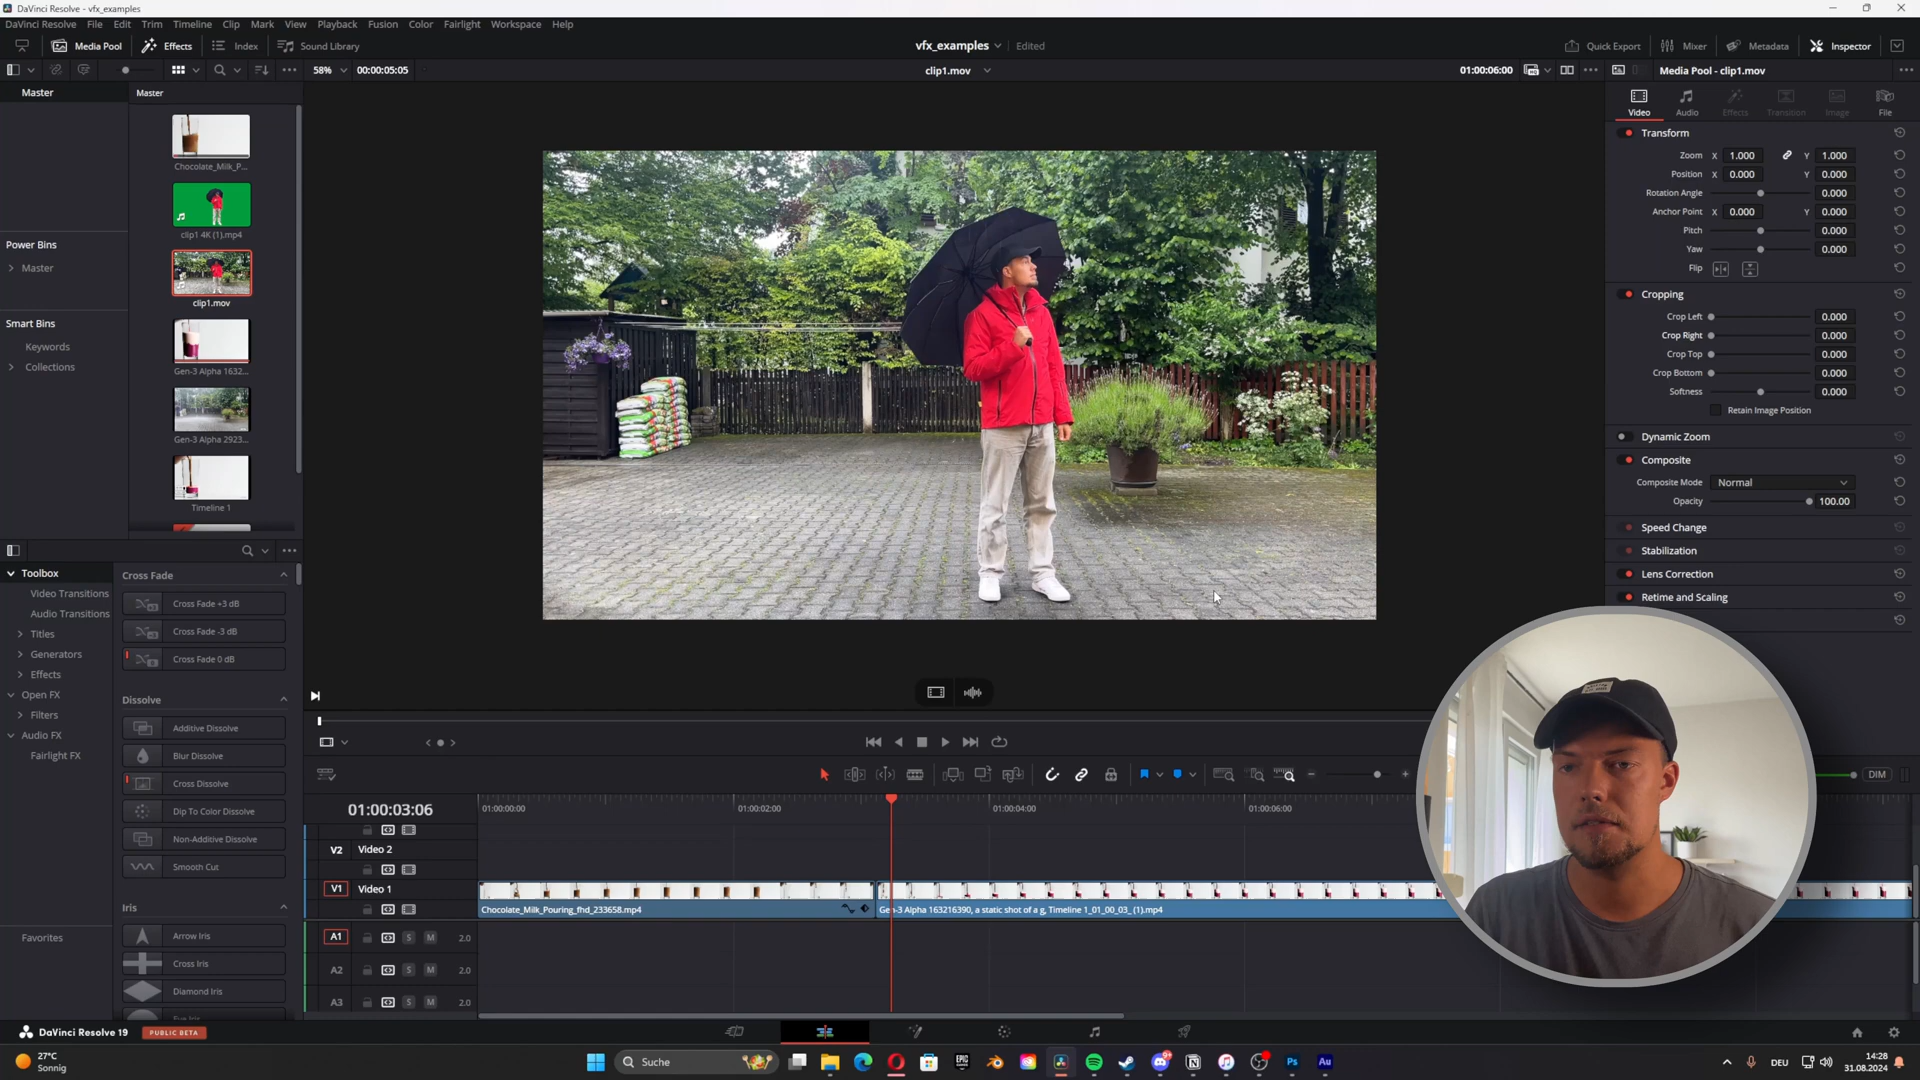 DaVinci Resolve - vfx_examples
DaVinci Resolve File Edit Trim Timeline Clip Mark View Playback Fusion Color Fairlight Workspace Help
Media Pool Effects Index Sound Library vfx_examples Edited Quick Export Mixer Metadata Inspector
58% 00:00:05:05 clip1.mov 01:00:06:00 Media Pool - clip1.mov
Master Master
Chocolate_Milk_P...
clip1 4K (1).mp4
clip1.mov
Gen-3 Alpha 1632...
Gen-3 Alpha 2923...
Timeline 1
Power Bins
Master
Smart Bins
Keywords
Collections
Video Audio Effects Transition Image File
Transform
Zoom X 1.000 Y 1.000
Position X 0.000 Y 0.000
Rotation Angle 0.000
Anchor Point X 0.000 Y 0.000
Pitch 0.000
Yaw 0.000
Flip
Cropping
Crop Left 0.000
Crop Right 0.000
Crop Top 0.000
Crop Bottom 0.000
Softness 0.000
Retain Image Position
Dynamic Zoom
Composite
Composite Mode Normal
Opacity 100.00
Speed Change
Stabilization
Lens Correction
Retime and Scaling
Toolbox
Video Transitions
Audio Transitions
Titles
Generators
Effects
Open FX
Filters
Audio FX
Fairlight FX
Favorites
Cross Fade
Cross Fade +3 dB
Cross Fade -3 dB
Cross Fade 0 dB
Dissolve
Additive Dissolve
Blur Dissolve
Cross Dissolve
Dip To Color Dissolve
Non-Additive Dissolve
Smooth Cut
Iris
Arrow Iris
Cross Iris
Diamond Iris
DIM
01:00:03:06 01:00:00:00 01:00:02:00 01:00:04:00 01:00:06:00
V2 Video 2
V1 Video 1
Chocolate_Milk_Pouring_fhd_233658.mp4 Gen-3 Alpha 163216390, a static shot of a g, Timeline 1_01_00_03_ (1).mp4
A1 S M 2.0
A2 S M 2.0
A3 S M 2.0
DaVinci Resolve 19 PUBLIC BETA
27°C
Sonnig
Suche
EPIC
Ps
Au
DEU
14:28
31.08.2024